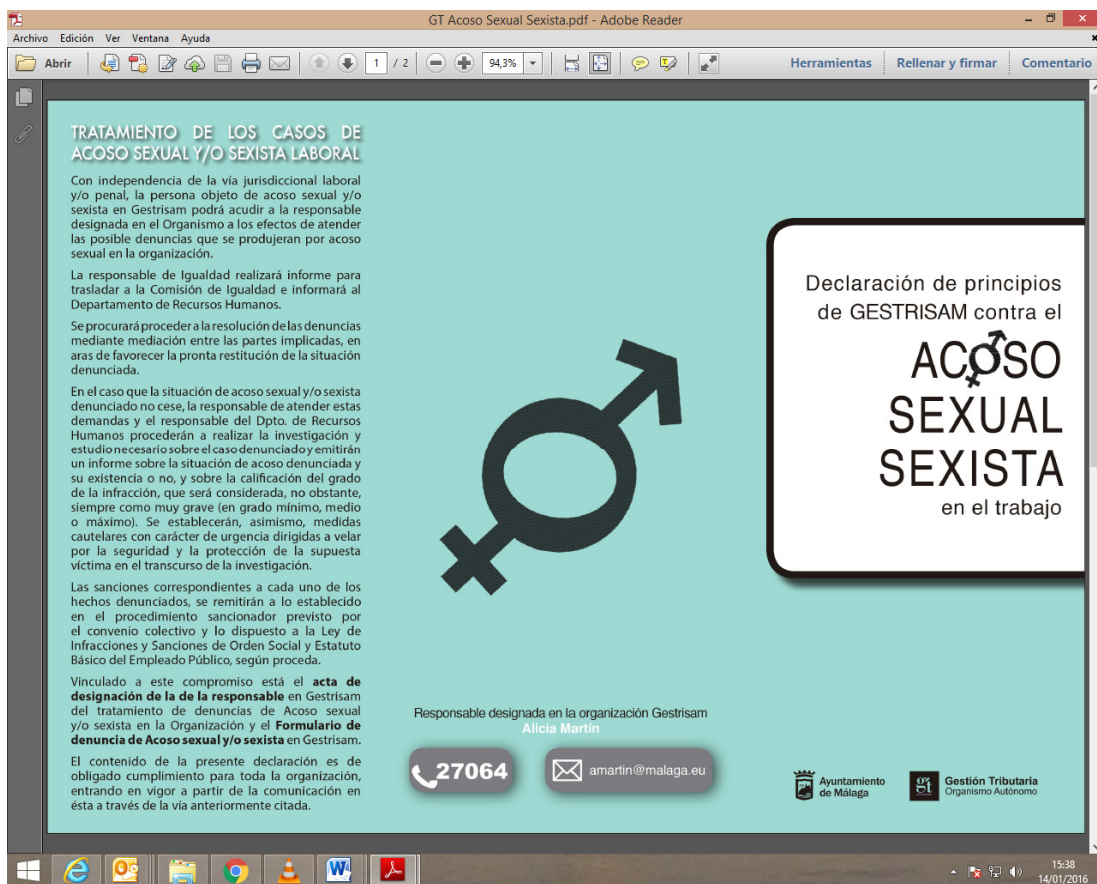 GT Acoso Sexual Sexista.pdf - Adobe Reader
Archivo Edición Ver Ventana Ayuda
Abrir 1 / 2 94,3% Herramientas Rellenar y firmar Comentario
TRATAMIENTO DE LOS CASOS DE
ACOSO SEXUAL Y/O SEXISTA LABORAL
Con independencia de la vía jurisdiccional laboral
y/o penal, la persona objeto de acoso sexual y/o
sexista en Gestrisam podrá acudir a la responsable
designada en el Organismo a los efectos de atender
las posible denuncias que se produjeran por acoso
sexual en la organización.
La responsable de Igualdad realizará informe para
trasladar a la Comisión de Igualdad e informará al
Departamento de Recursos Humanos.
Se procurará proceder a la resolución de las denuncias
mediante mediación entre las partes implicadas, en
aras de favorecer la pronta restitución de la situación
denunciada.
En el caso que la situación de acoso sexual y/o sexista
denunciado no cese, la responsable de atender estas
demandas y el responsable del Dpto. de Recursos
Humanos procederán a realizar la investigación y
estudio necesario sobre el caso denunciado y emitirán
un informe sobre la situación de acoso denunciada y
su existencia o no, y sobre la calificación del grado
de la infracción, que será considerada, no obstante,
siempre como muy grave (en grado mínimo, medio
o máximo). Se establecerán, asimismo, medidas
cautelares con carácter de urgencia dirigidas a velar
por la seguridad y la protección de la supuesta
víctima en el transcurso de la investigación.
Las sanciones correspondientes a cada uno de los
hechos denunciados, se remitirán a lo establecido
en el procedimiento sancionador previsto por
el convenio colectivo y lo dispuesto a la Ley de
Infracciones y Sanciones de Orden Social y Estatuto
Básico del Empleado Público, según proceda.
Vinculado a este compromiso está el acta de
designación de la de la responsable en Gestrisam
del tratamiento de denuncias de Acoso sexual
y/o sexista en la Organización y el Formulario de
denuncia de Acoso sexual y/o sexista en Gestrisam.
El contenido de la presente declaración es de
obligado cumplimiento para toda la organización,
entrando en vigor a partir de la comunicación en
ésta a través de la vía anteriormente citada.
Responsable designada en la organización Gestrisam
Alicia Martín
27064
amartin@malaga.eu
Declaración de principios
de GESTRISAM contra el
ACOSO
SEXUAL
SEXISTA
en el trabajo
Ayuntamiento
de Málaga
gt
Gestión Tributaria
Organismo Autónomo
15:38
14/01/2016